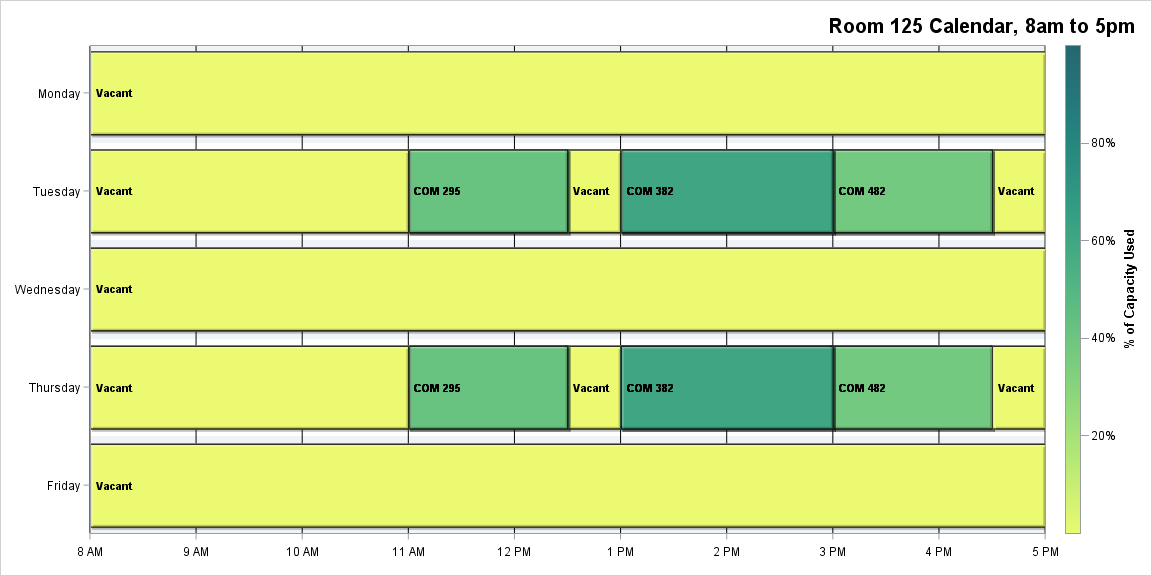 Room 125 Calendar, 8am to 5pm
Monday
Vacant
Tuesday
Vacant
COM 295
Vacant
COM 382
COM 482
Vacant
Wednesday
Vacant
Thursday
Vacant
COM 295
Vacant
COM 382
COM 482
Vacant
Friday
Vacant
8 AM
9 AM
10 AM
11 AM
12 PM
1 PM
2 PM
3 PM
4 PM
5 PM
80%
60%
40%
20%
% of Capacity Used